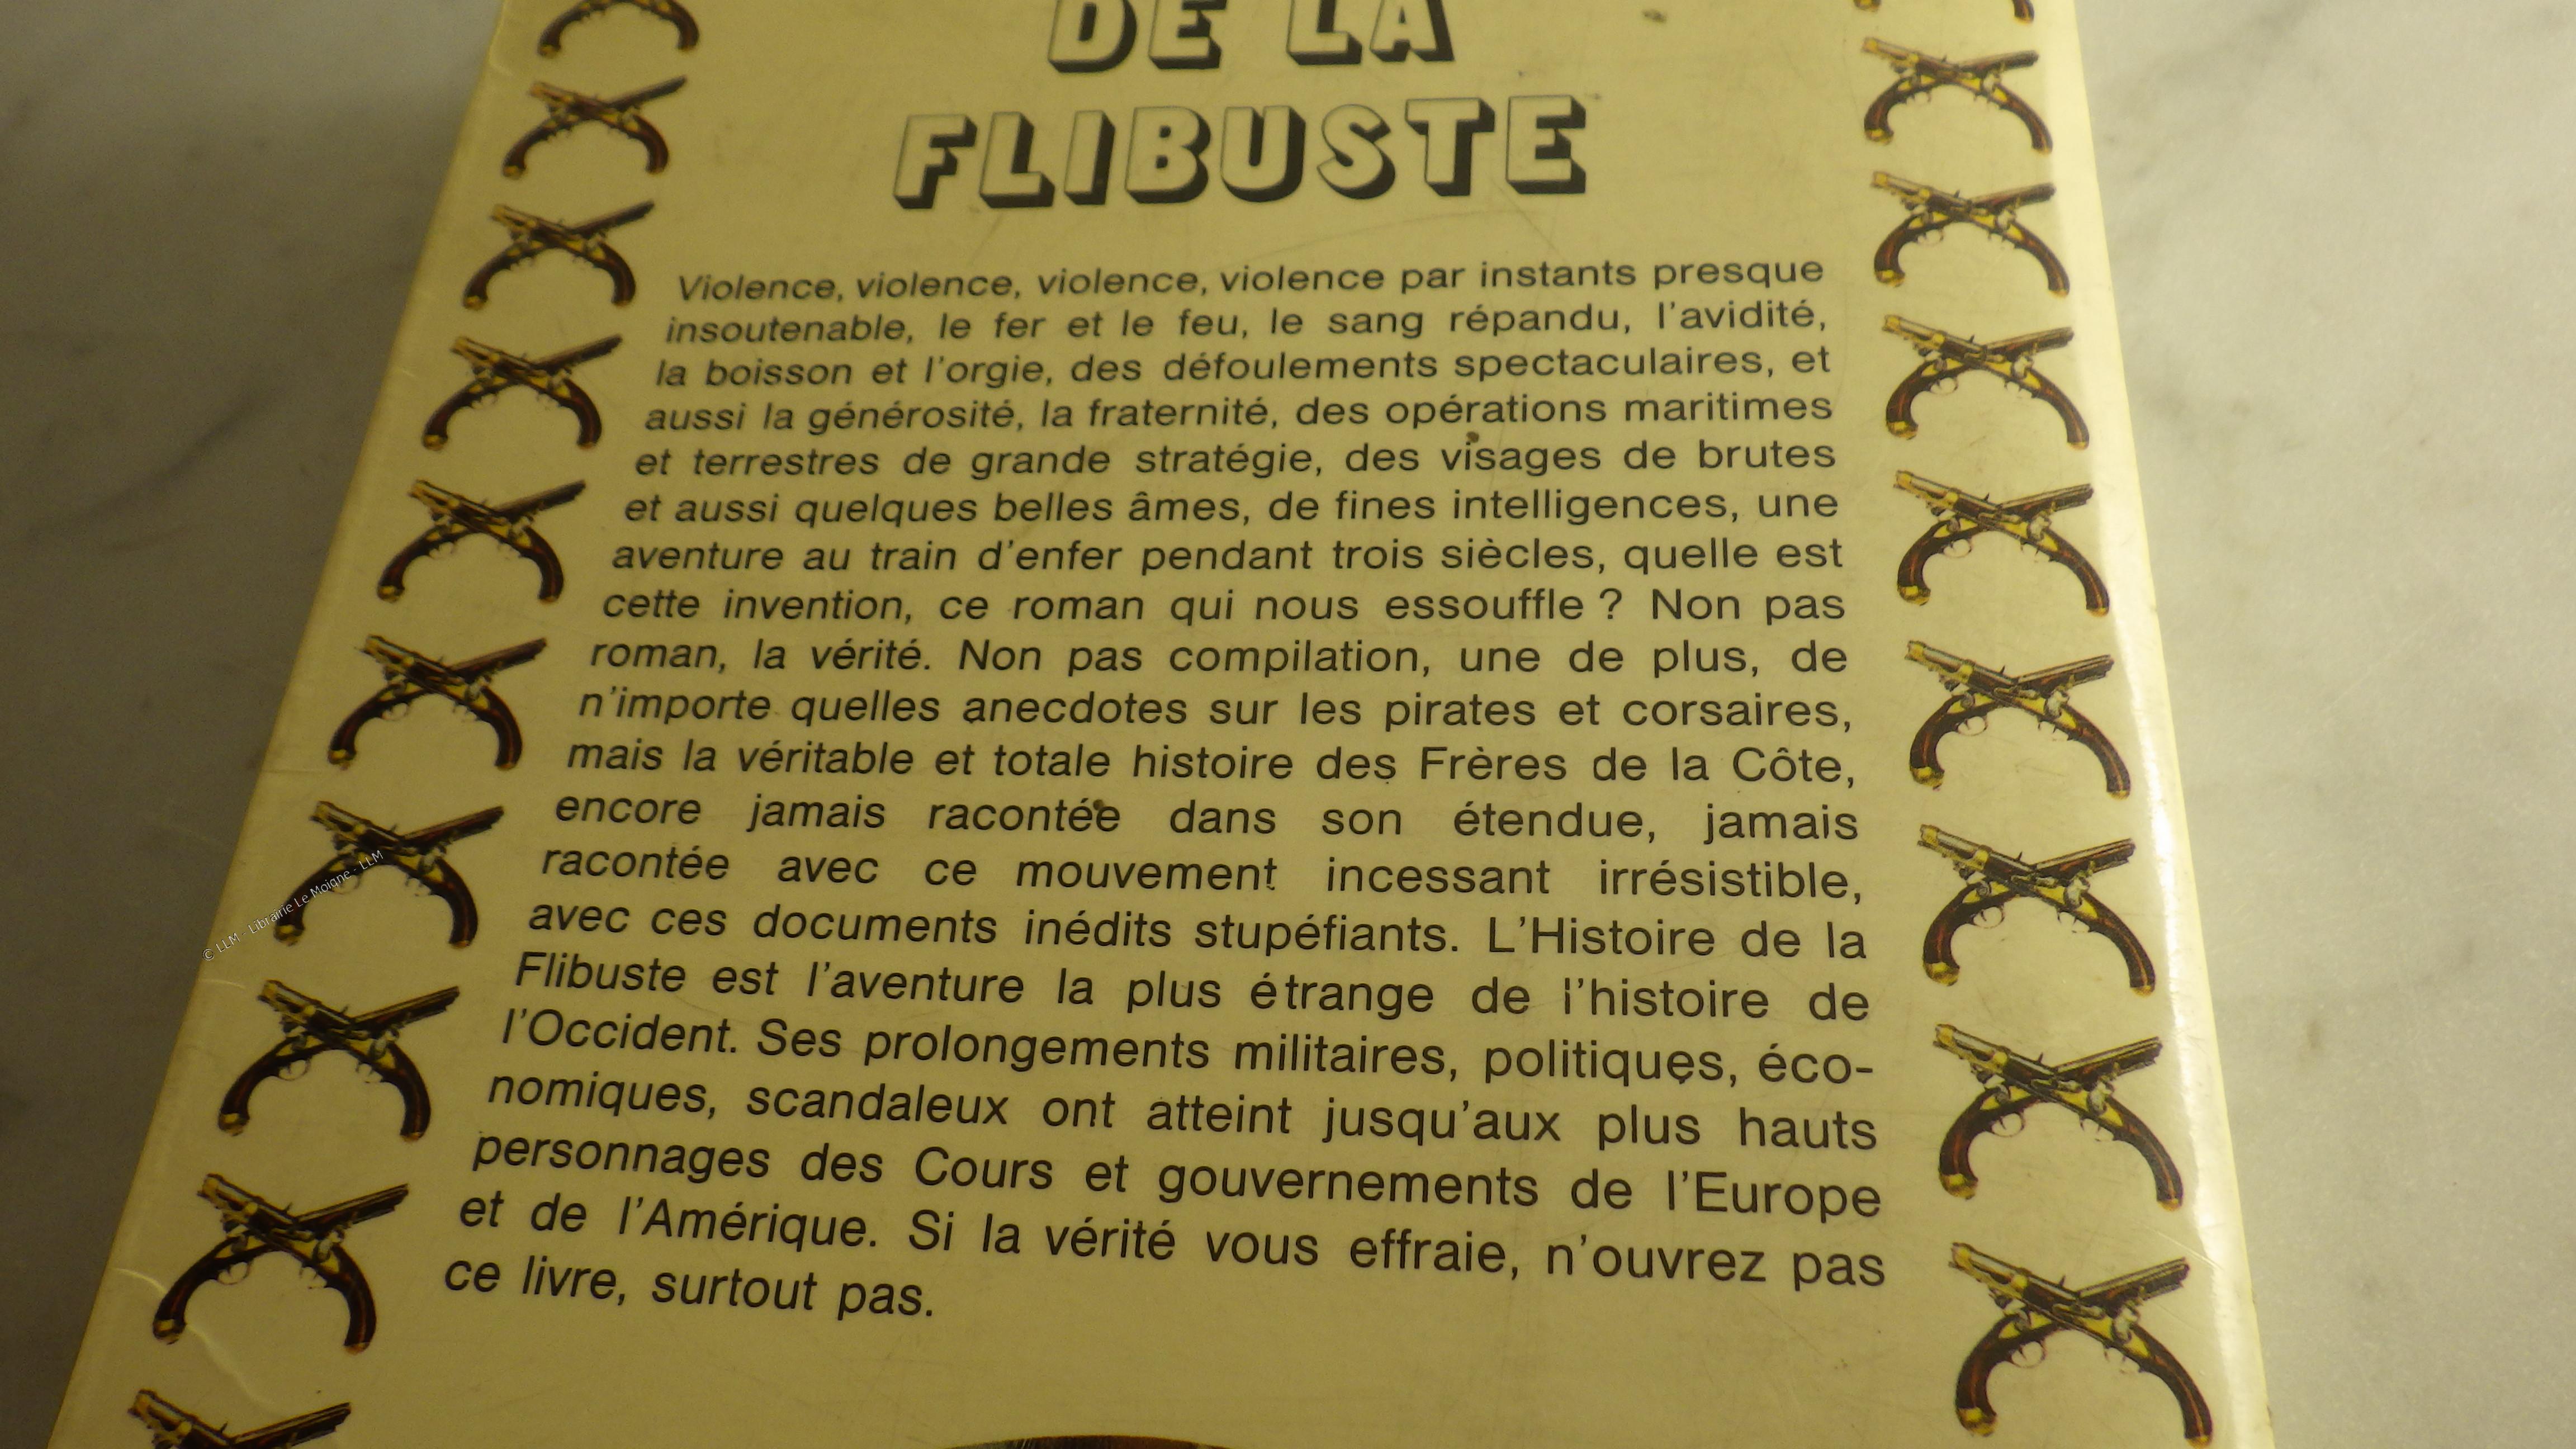 DE LA
FLIBUSTE
Violence, violence, violence, violence par instants presque
insoutenable, le fer et le feu, le sang répandu, l'avidité,
la boisson et l'orgie, des défoulements spectaculaires, et
aussi la générosité, la fraternité, des opérations maritimes
et terrestres de grande stratégie, des visages de brutes
et aussi quelques belles âmes, de fines intelligences, une
aventure au train d'enfer pendant trois siècles, quelle est
cette invention, ce roman qui nous essouffle ? Non pas
roman, la vérité. Non pas compilation, une de plus, de
n'importe quelles anecdotes sur les pirates et corsaires,
mais la véritable et totale histoire des Frères de la Côte,
encore jamais racontée dans son étendue, jamais
racontée avec ce mouvement incessant irrésistible,
avec ces documents inédits stupéfiants. L'Histoire de la
Flibuste est l'aventure la plus étrange de l'histoire de
l'Occident. Ses prolongements militaires, politiques, éco-
nomiques, scandaleux ont atteint jusqu'aux plus hauts
personnages des Cours et gouvernements de l'Europe
et de l'Amérique. Si la vérité vous effraie, n'ouvrez pas
ce livre, surtout pas.
© LLM - Librairie Le Moigne - LLM